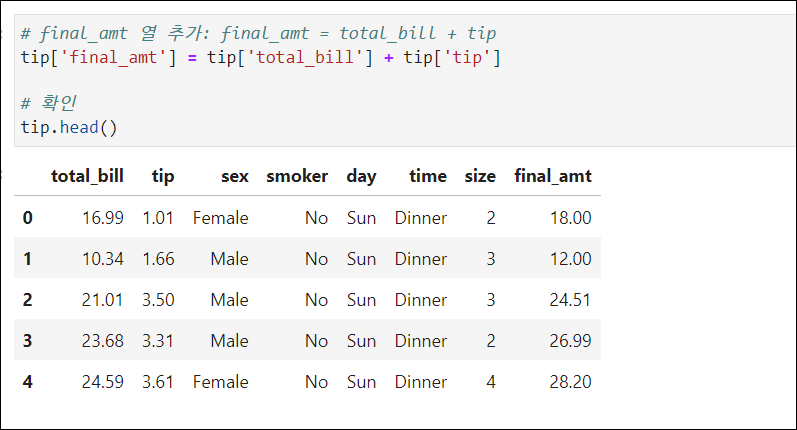 # final_amt 열 추가: final_amt = total_bill + tip
tip['final_amt'] = tip['total_bill'] + tip['tip']
# 확인
tip.head()
total_bill tip sex smoker day time size final_amt
0 16.99 1.01 Female No Sun Dinner 2 18.00
1 10.34 1.66 Male No Sun Dinner 3 12.00
2 21.01 3.50 Male No Sun Dinner 3 24.51
3 23.68 3.31 Male No Sun Dinner 2 26.99
4 24.59 3.61 Female No Sun Dinner 4 28.20